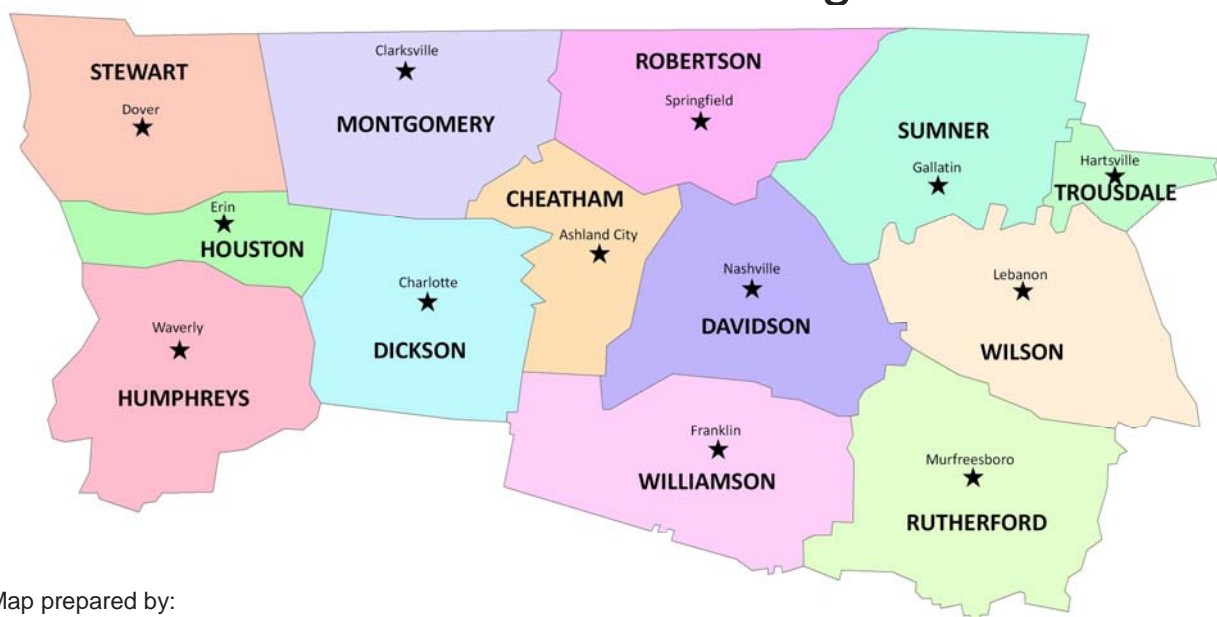 STEWART
Dover
Clarksville
MONTGOMERY
ROBERTSON
Springfield
SUMNER
Gallatin
Hartsville
TROUSDALE
CHEATHAM
Ashland City
Erin
HOUSTON
Charlotte
DICKSON
Nashville
DAVIDSON
Lebanon
WILSON
Waverly
HUMPHREYS
Franklin
WILLIAMSON
Murfreesboro
RUTHERFORD
Map prepared by: